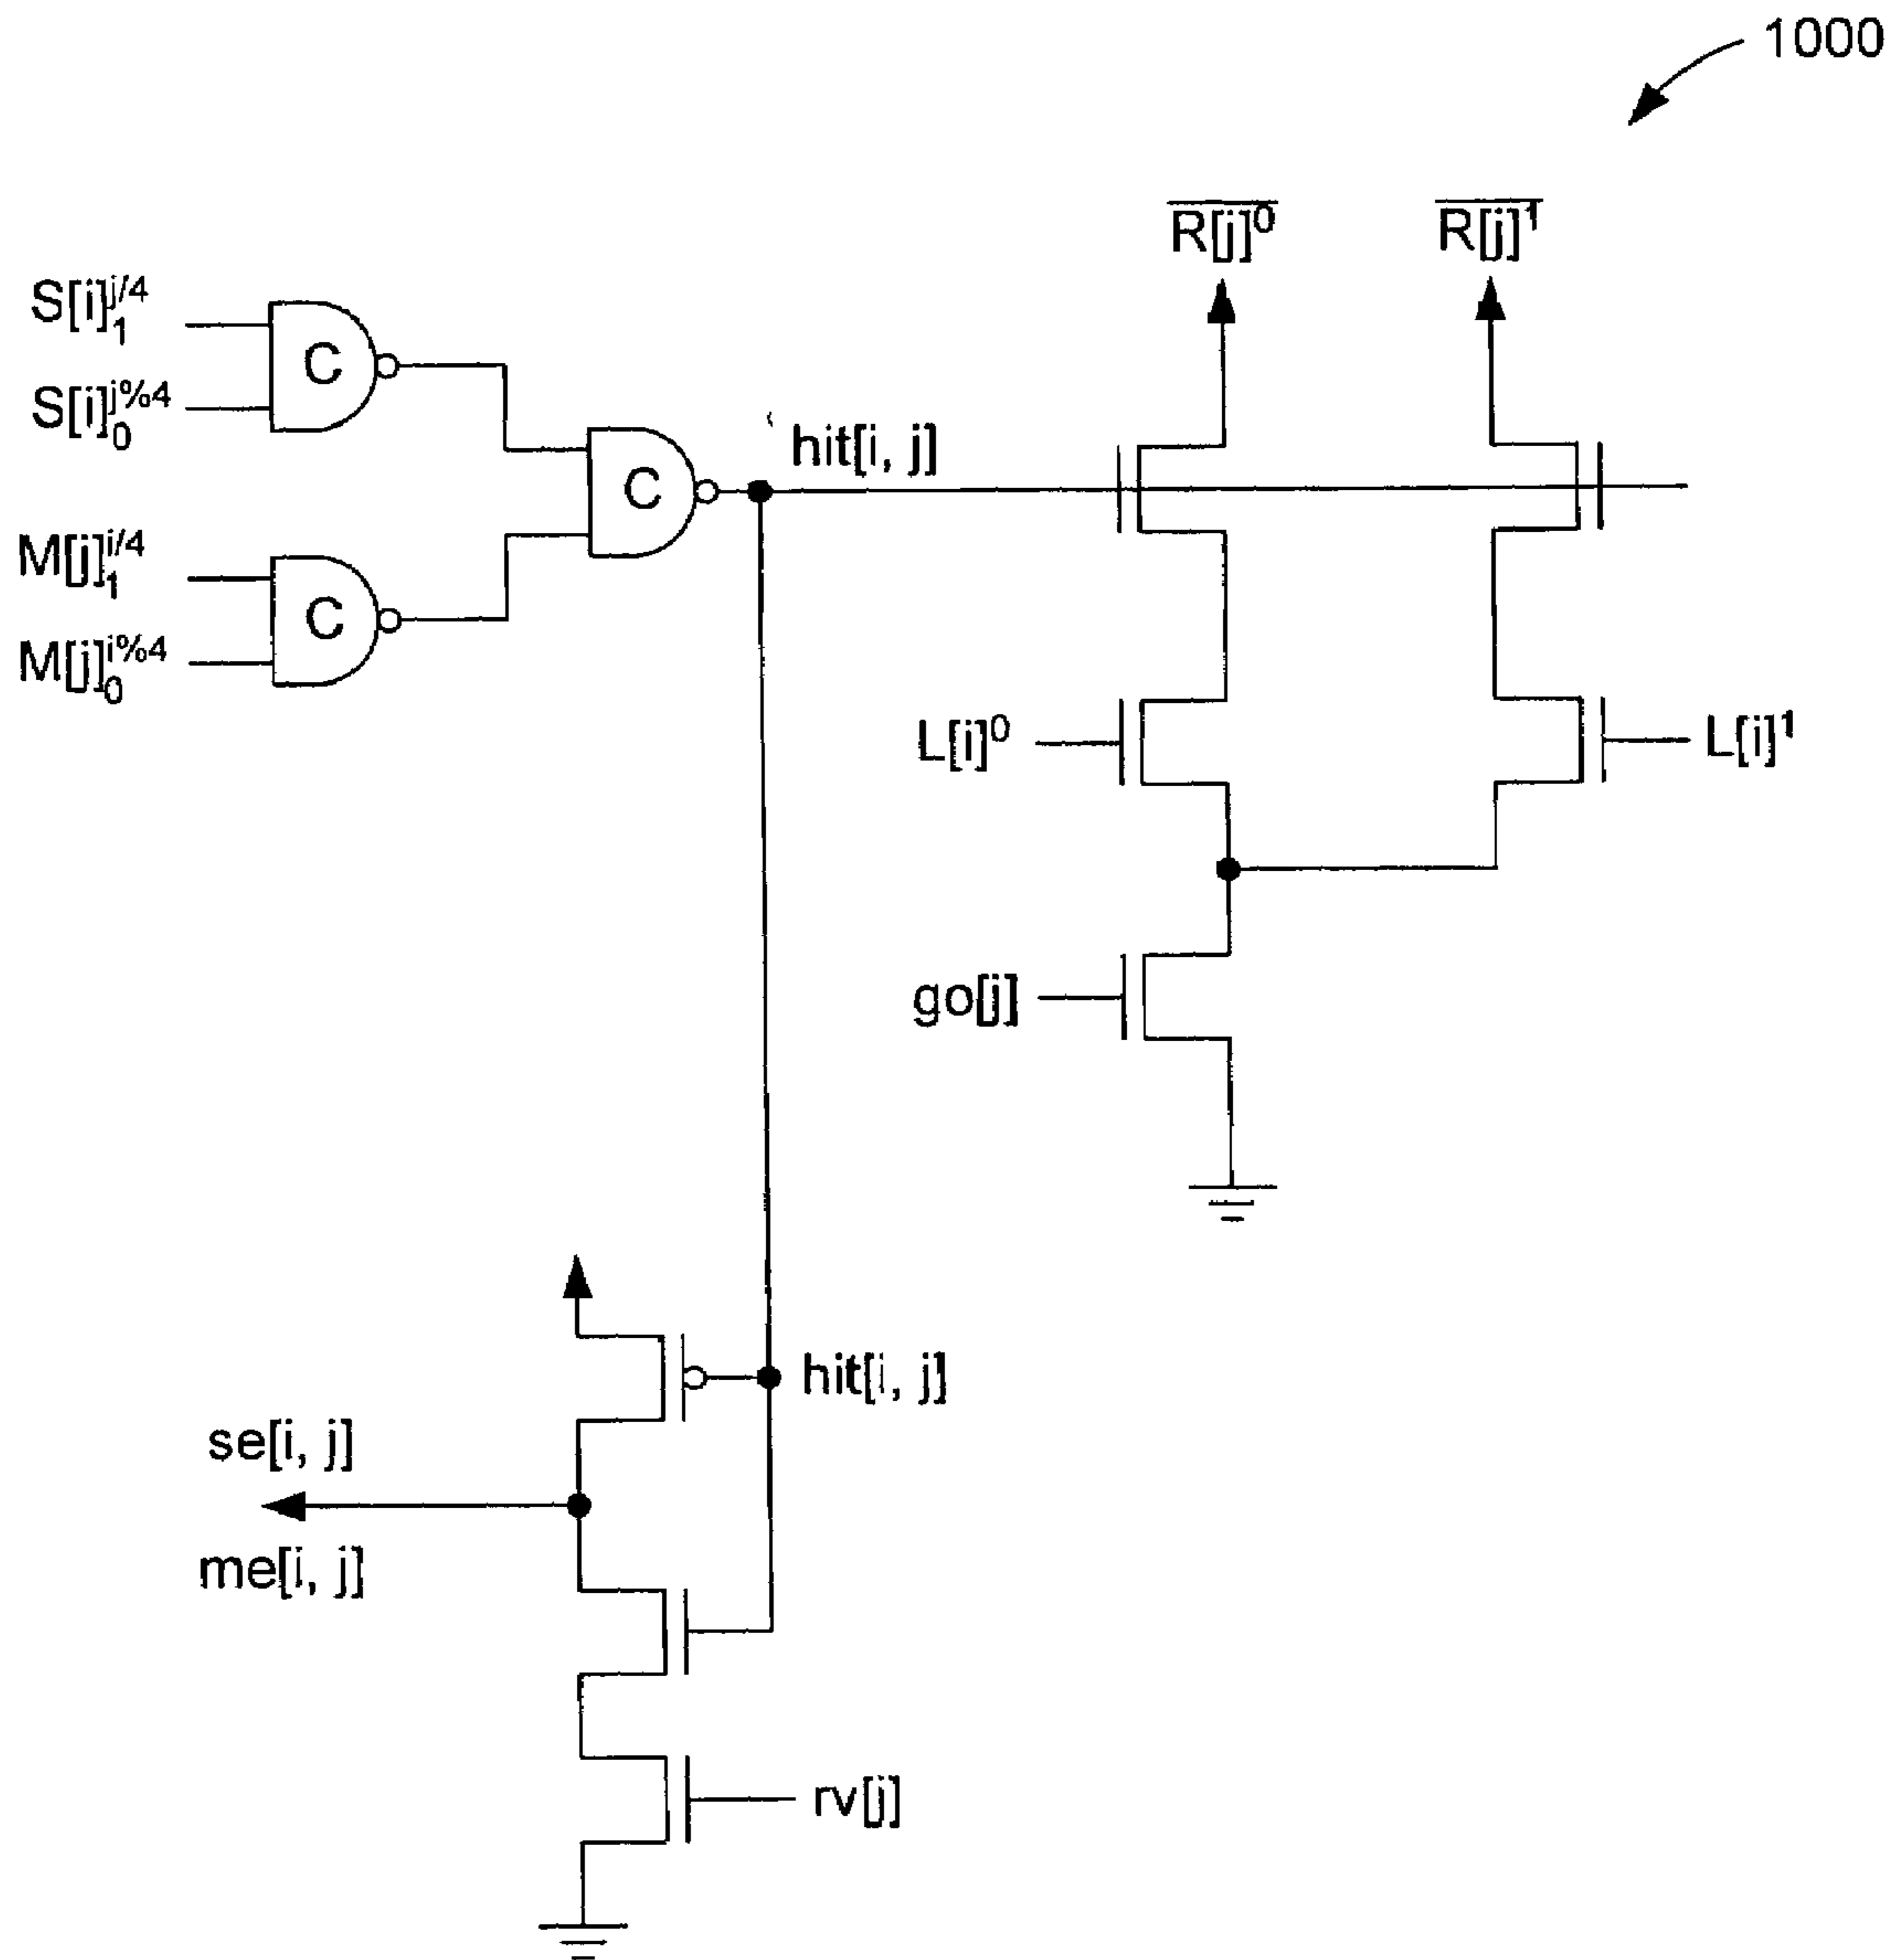 1000
R[j]⁰
R[j]¹
S[i]₁^{j/4}
C
S[i]₀^{j%4}
hit[i, j]
C
M[j]₁^{i/4}
C
M[j]₀^{i%4}
L[i]⁰
L[i]¹
go[j]
hit[i, j]
se[i, j]
me[i, j]
rv[j]